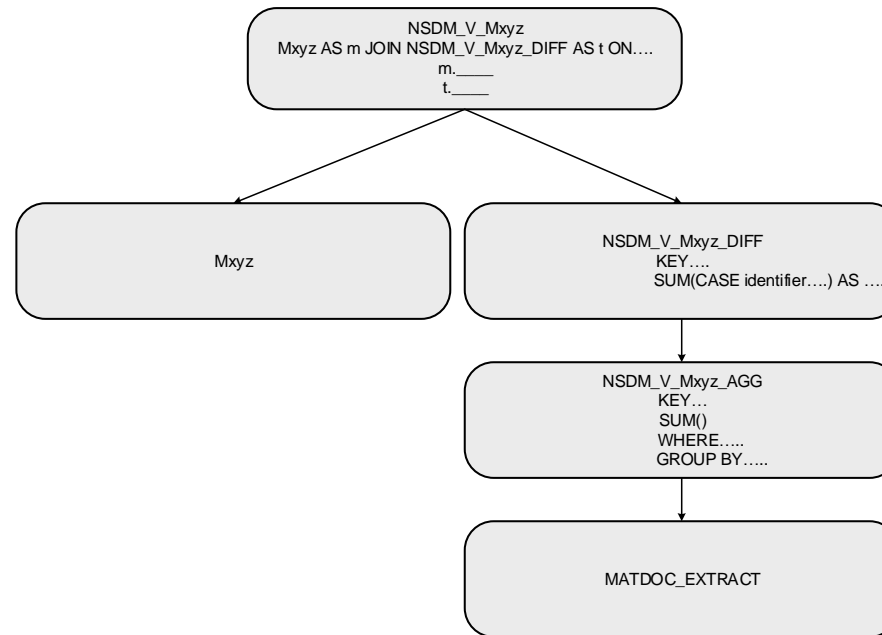 NSDM_V_Mxyz
Mxyz AS m JOIN NSDM_V_Mxyz_DIFF AS t ON….
m.____
t.____
Mxyz
NSDM_V_Mxyz_DIFF
KEY….
SUM(CASE identifier….) AS ….
NSDM_V_Mxyz_AGG
KEY…
SUM()
WHERE…..
GROUP BY…..
MATDOC_EXTRACT